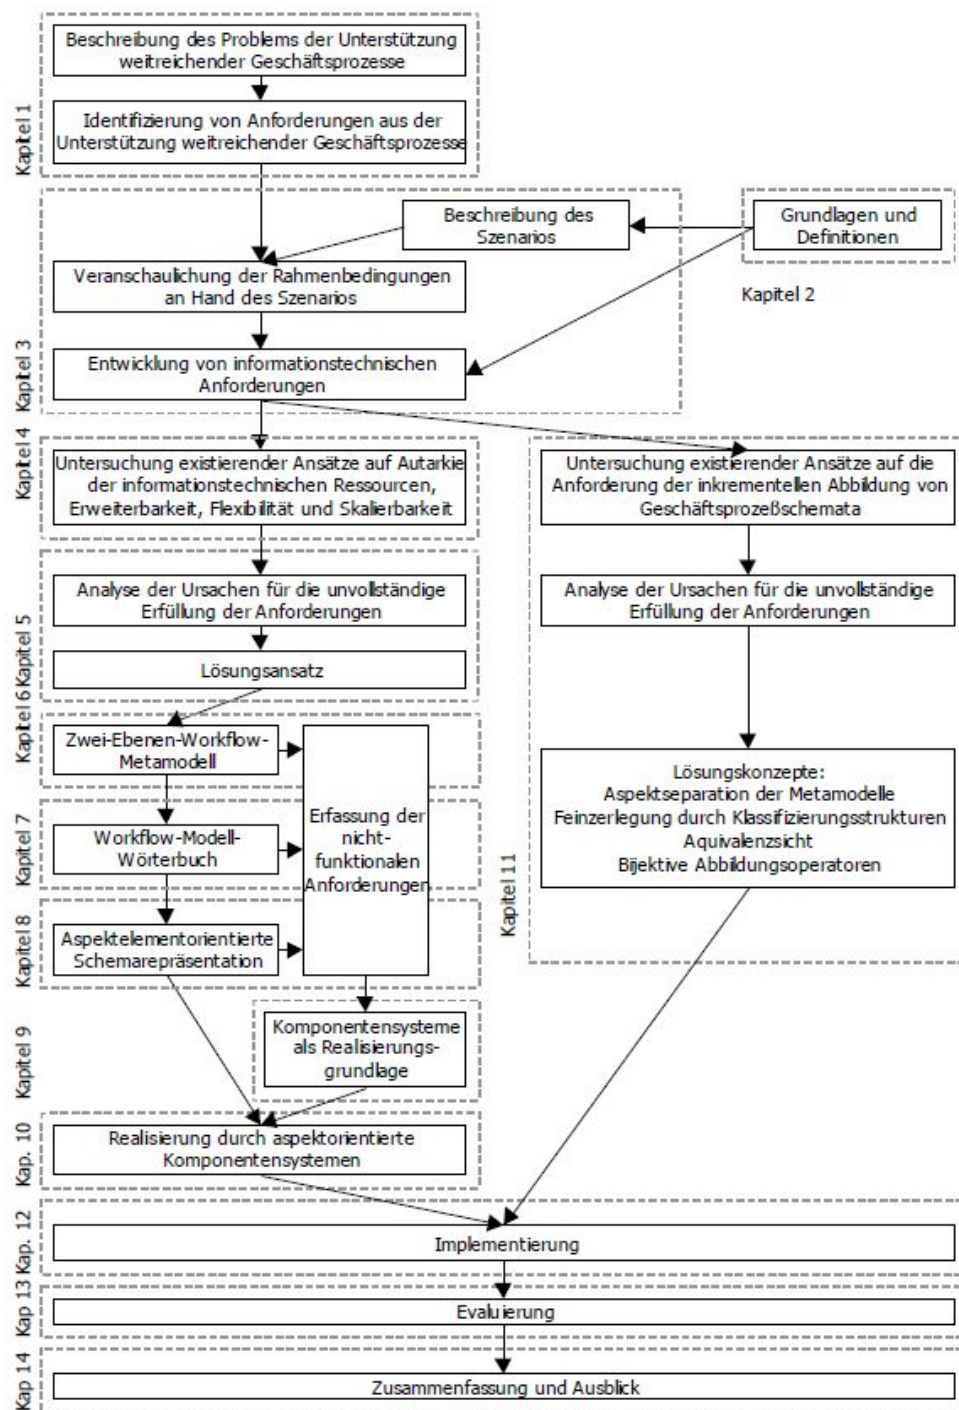 Beschreibung des Problems der Unterstützung
weitreichender Geschäftsprozesse
Kapitel 1
Identifizierung von Anforderungen aus der
Unterstützung weitreichender Geschäftsprozesse
Beschreibung des
Szenarios
Grundlagen und
Definitionen
Kapitel 2
Veranschaulichung der Rahmenbedingungen
an Hand des Szenarios
Kapitel 3
Entwicklung von informationstechnischen
Anforderungen
Kapitel 4
Untersuchung existierender Ansätze auf Autarkie
der informationstechnischen Ressourcen,
Erweiterbarkeit, Flexibilität und Skalierbarkeit
Untersuchung existierender Ansätze auf die
Anforderung der inkrementellen Abbildung von
Geschäftsprozeßschemata
Kapitel 5
Analyse der Ursachen für die unvollständige
Erfüllung der Anforderungen
Analyse der Ursachen für die unvollständige
Erfüllung der Anforderungen
Lösungsansatz
Kapitel 6
Zwei-Ebenen-Workflow-
Metamodell
Erfassung der
nicht-
funktionalen
Anforderungen
Lösungskonzepte:
Aspektseparation der Metamodelle
Feinzerlegung durch Klassifizierungsstrukturen
Aquivalenzsicht
Bijektive Abbildungsoperatoren
Kapitel 11
Kapitel 7
Workflow-Modell-
Wörterbuch
Kapitel 8
Aspektelementorientierte
Schemarepräsentation
Kapitel 9
Komponentensysteme
als Realisierungs-
grundlage
Kap. 10
Realisierung durch aspektorientierte
Komponentensystemen
Kap. 12
Implementierung
Kap 13
Evaluierung
Kap 14
Zusammenfassung und Ausblick